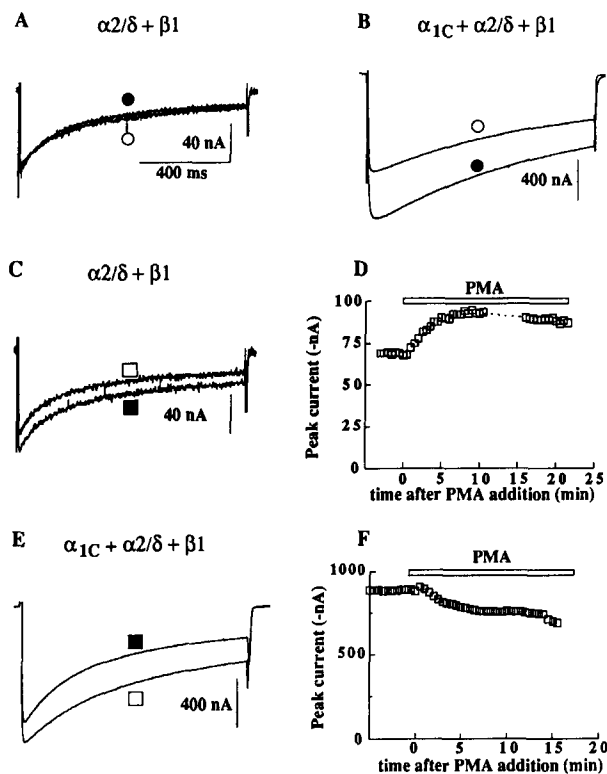 A
α2/δ + β1
40 nA
400 ms
B
α1C + α2/δ + β1
400 nA
C
α2/δ + β1
40 nA
D
PMA
100
75
50
25
0
Peak current (-nA)
0 5 10 15 20 25
time after PMA addition (min)
E
α1C + α2/δ + β1
400 nA
F
PMA
1000
500
0
Peak current (-nA)
0 5 10 15 20
time after PMA addition (min)